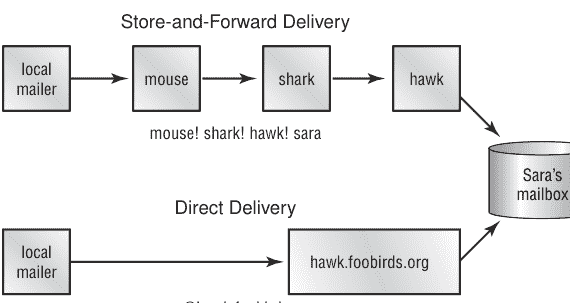 Store-and-Forward Delivery
local
mailer
mouse
shark
hawk
mouse! shark! hawk! sara
Sara's
mailbox
Direct Delivery
local
mailer
hawk.foobirds.org